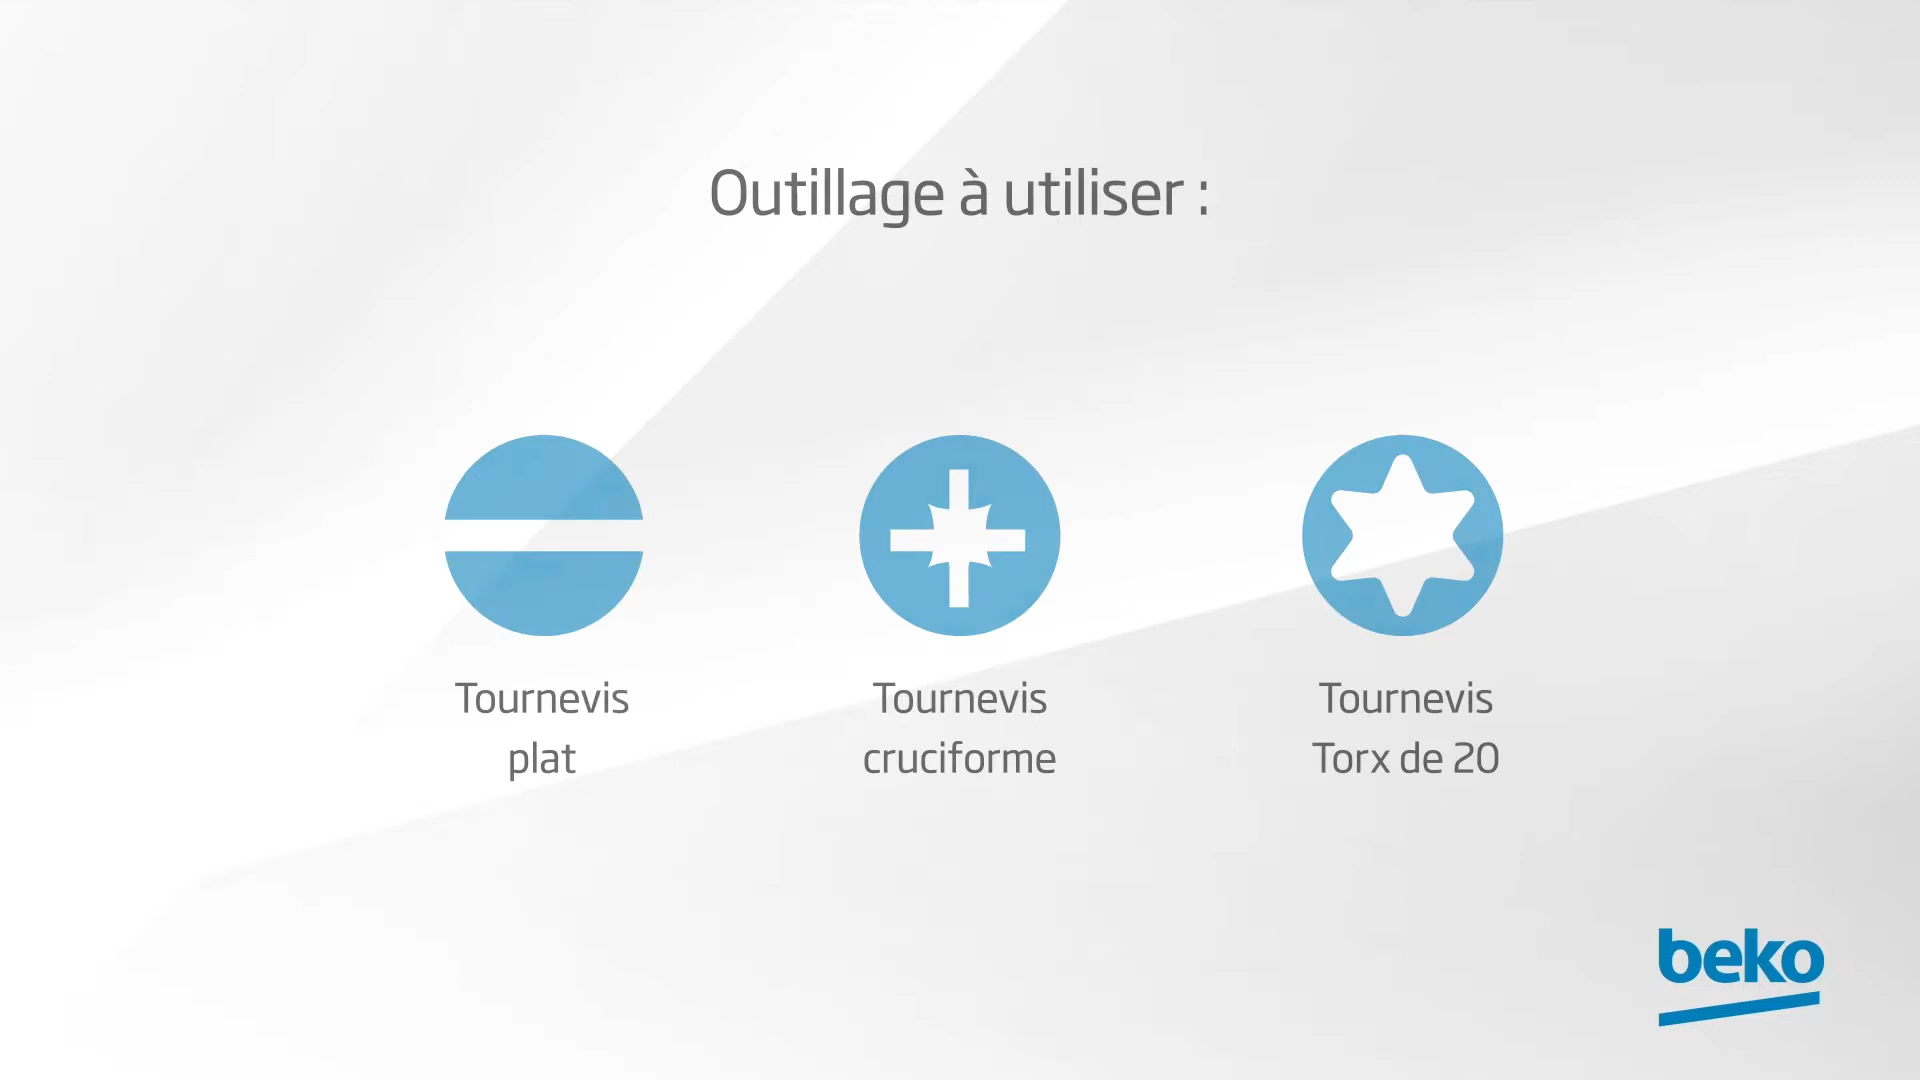 Outillage à utiliser :
Tournevis
plat
Tournevis
cruciforme
Tournevis
Torx de 20
beko